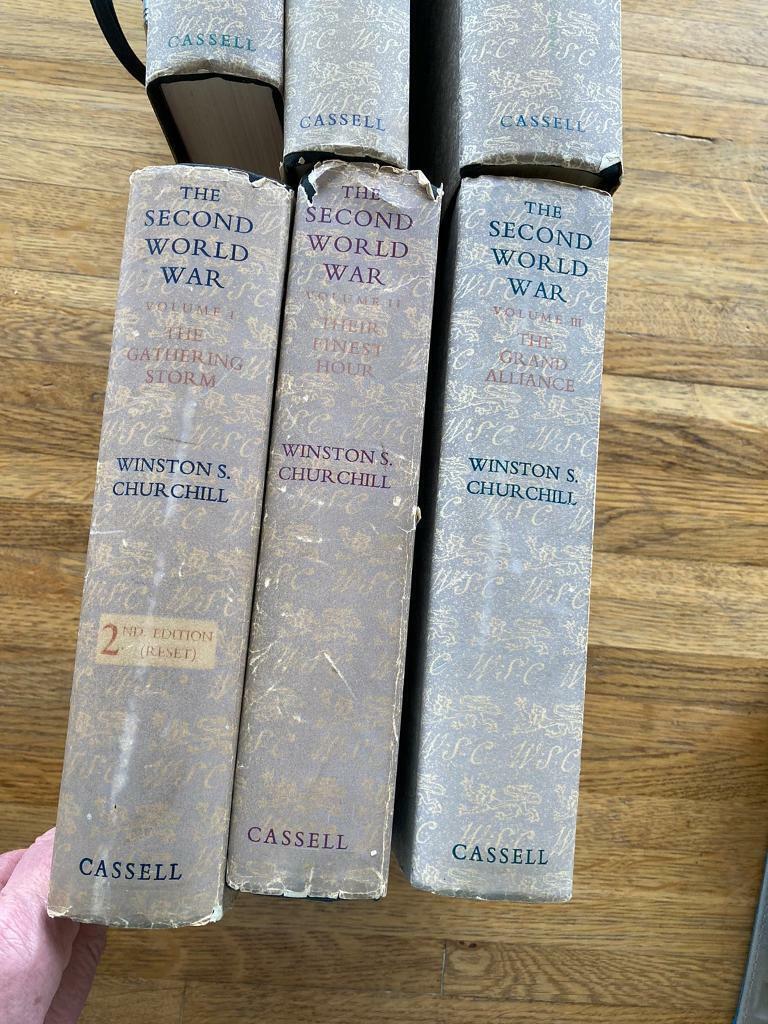 CASSELL
CASSELL
CASSELL
THE
SECOND
WORLD
WAR
VOLUME I
THE
GATHERING
STORM
WINSTON S.
CHURCHILL
2ND. EDITION
(RESET)
CASSELL
THE
SECOND
WORLD
WAR
VOLUME II
THEIR
FINEST
HOUR
WINSTON S.
CHURCHILL
CASSELL
THE
SECOND
WORLD
WAR
VOLUME III
THE
GRAND
ALLIANCE
WINSTON S.
CHURCHILL
CASSELL